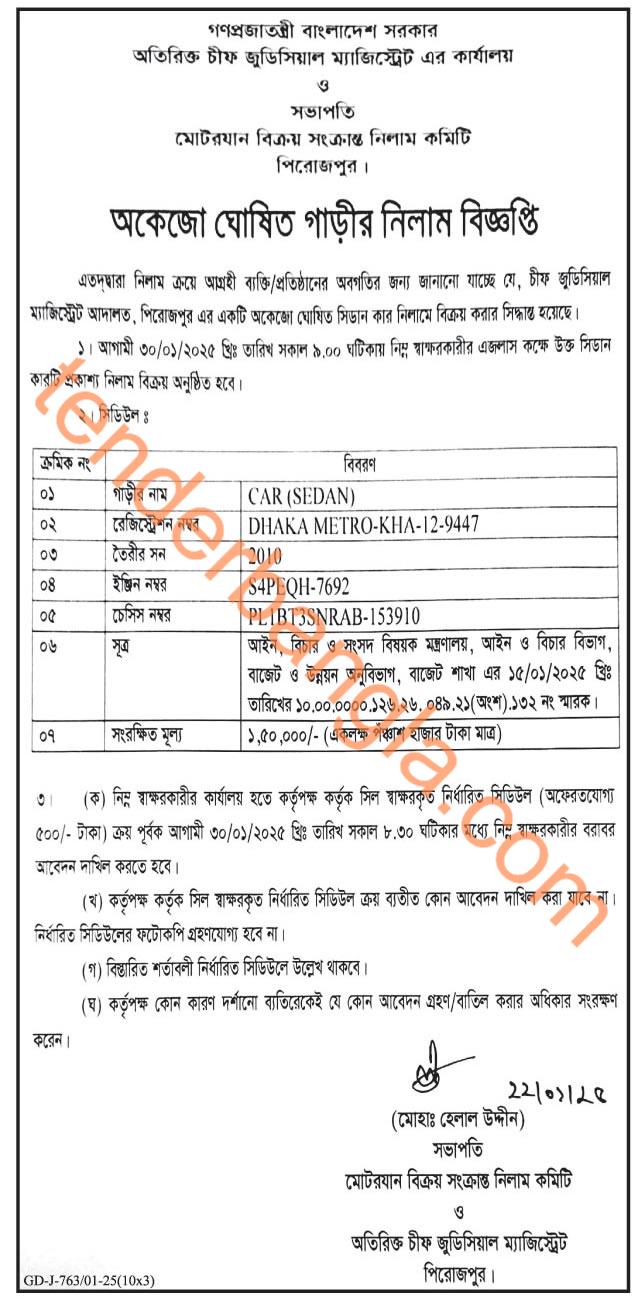 গণপ্রজাতন্ত্রী বাংলাদেশ সরকার
অতিরিক্ত চীফ জুডিসিয়াল ম্যাজিস্ট্রেট এর কার্যালয়
ও
সভাপতি
মোটরযান বিক্রয় সংক্রান্ত নিলাম কমিটি
পিরোজপুর।
অকেজো ঘোষিত গাড়ীর নিলাম বিজ্ঞপ্তি
এতদ্দ্বারা নিলাম ক্রয়ে আগ্রহী ব্যক্তি/প্রতিষ্ঠানের অবগতির জন্য জানানো যাচ্ছে যে, চীফ জুডিসিয়াল
ম্যাজিস্ট্রেট আদালত, পিরোজপুর এর একটি অকেজো ঘোষিত সিডান কার নিলামে বিক্রয় করার সিদ্ধান্ত হয়েছে।
১। আগামী ৩০/০১/২০২৫ খ্রিঃ তারিখ সকাল ৯.০০ ঘটিকায় নিম্ন স্বাক্ষরকারীর এজলাস কক্ষে উক্ত সিডান
কারটি প্রকাশ্য নিলাম বিক্রয় অনুষ্ঠিত হবে।
২। সিডিউল ঃ
ক্রমিক নং বিবরণ
০১ গাড়ীর নাম CAR (SEDAN)
০২ রেজিস্ট্রেশন নম্বর DHAKA METRO-KHA-12-9447
০৩ তৈরীর সন 2010
০৪ ইঞ্জিন নম্বর S4PEQH-7692
০৫ চেসিস নম্বর PL1BT3SNRAB-153910
০৬ সূত্র আইন, বিচার ও সংসদ বিষয়ক মন্ত্রণালয়, আইন ও বিচার বিভাগ,
বাজেট ও উন্নয়ন অনুবিভাগ, বাজেট শাখা এর ১৫/০১/২০২৫ খ্রিঃ
তারিখের ১০.০০.০০০০.১২৬.২৬. ০৪৯.২১(অংশ).১৩২ নং স্মারক।
০৭ সংরক্ষিত মূল্য ১,৫০,০০০/- (একলক্ষ পঞ্চাশ হাজার টাকা মাত্র)
৩। (ক) নিম্ন স্বাক্ষরকারীর কার্যালয় হতে কর্তৃপক্ষ কর্তৃক সিল স্বাক্ষরকৃত নির্ধারিত সিডিউল (অফেরতযোগ্য
৫০০/- টাকা) ক্রয় পূর্বক আগামী ৩০/০১/২০২৫ খ্রিঃ তারিখ সকাল ৮.৩০ ঘটিকার মধ্যে নিম্ন স্বাক্ষরকারীর বরাবর
আবেদন দাখিল করতে হবে।
(খ) কর্তৃপক্ষ কর্তৃক সিল স্বাক্ষরকৃত নির্ধারিত সিডিউল ক্রয় ব্যতীত কোন আবেদন দাখিল করা যাবে না।
নির্ধারিত সিডিউলের ফটোকপি গ্রহণযোগ্য হবে না।
(গ) বিস্তারিত শর্তাবলী নির্ধারিত সিডিউলে উল্লেখ থাকবে।
(ঘ) কর্তৃপক্ষ কোন কারণ দর্শানো ব্যতিরেকেই যে কোন আবেদন গ্রহণ/বাতিল করার অধিকার সংরক্ষণ
করেন।
২২/০১/২৫
(মোহাঃ হেলাল উদ্দীন)
সভাপতি
মোটরযান বিক্রয় সংক্রান্ত নিলাম কমিটি
ও
অতিরিক্ত চীফ জুডিসিয়াল ম্যাজিস্ট্রেট
পিরোজপুর।
GD-J-763/01-25(10x3)
tenderbangla.com